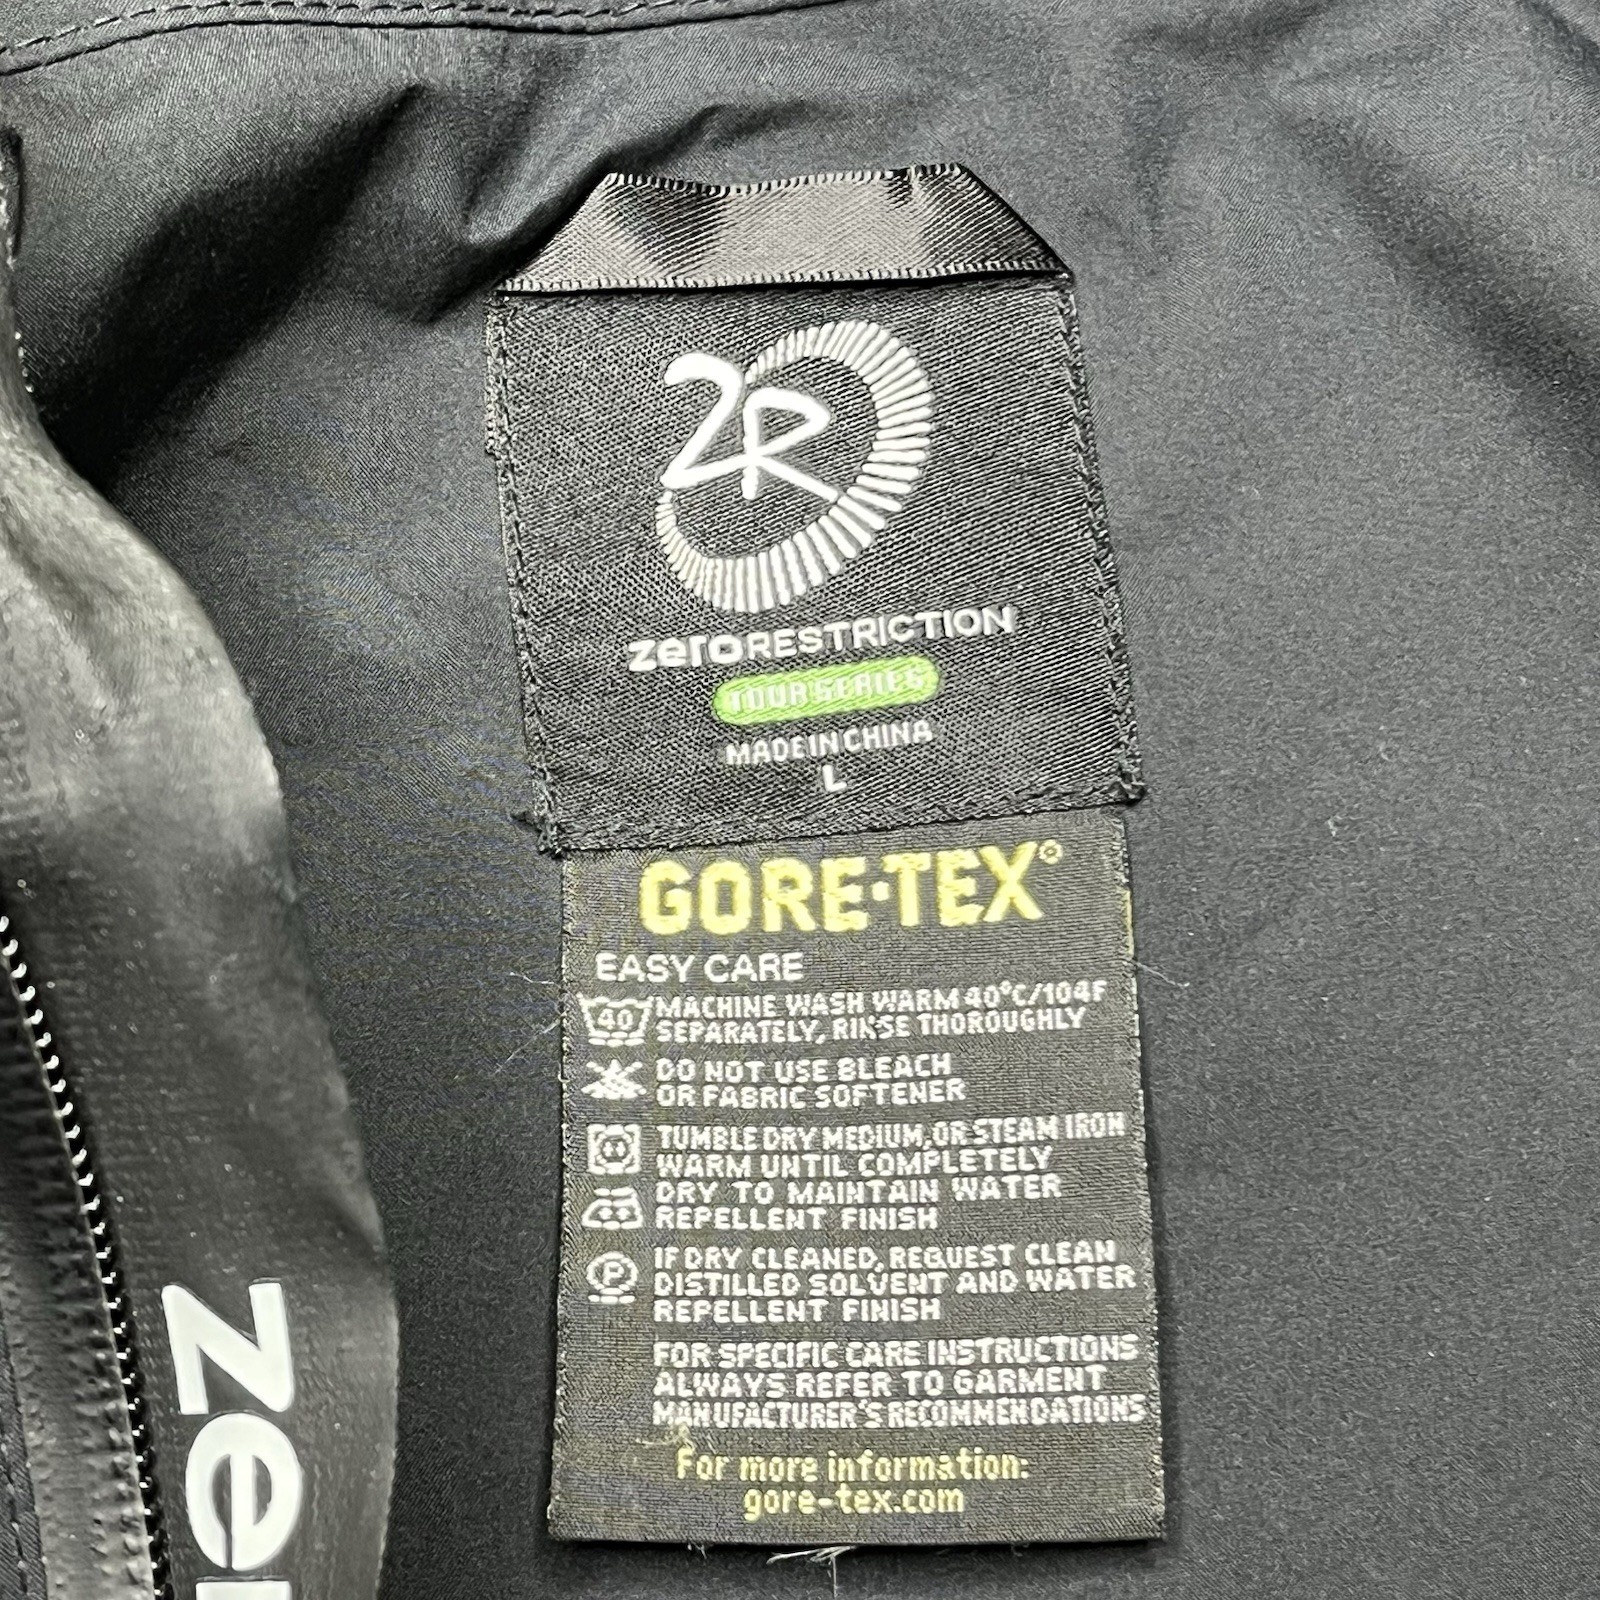 ZR
zeroRESTRICTION
TOUR SERIES
MADE IN CHINA
L
GORE-TEX®
EASY CARE
40
MACHINE WASH WARM 40°C/104F
SEPARATELY, RINSE THOROUGHLY
DO NOT USE BLEACH
OR FABRIC SOFTENER
TUMBLE DRY MEDIUM, OR STEAM IRON
WARM UNTIL COMPLETELY
DRY TO MAINTAIN WATER
REPELLENT FINISH
P
IF DRY CLEANED, REQUEST CLEAN
DISTILLED SOLVENT AND WATER
REPELLENT FINISH
FOR SPECIFIC CARE INSTRUCTIONS
ALWAYS REFER TO GARMENT
MANUFACTURER'S RECOMMENDATIONS
For more information:
gore-tex.com
zer